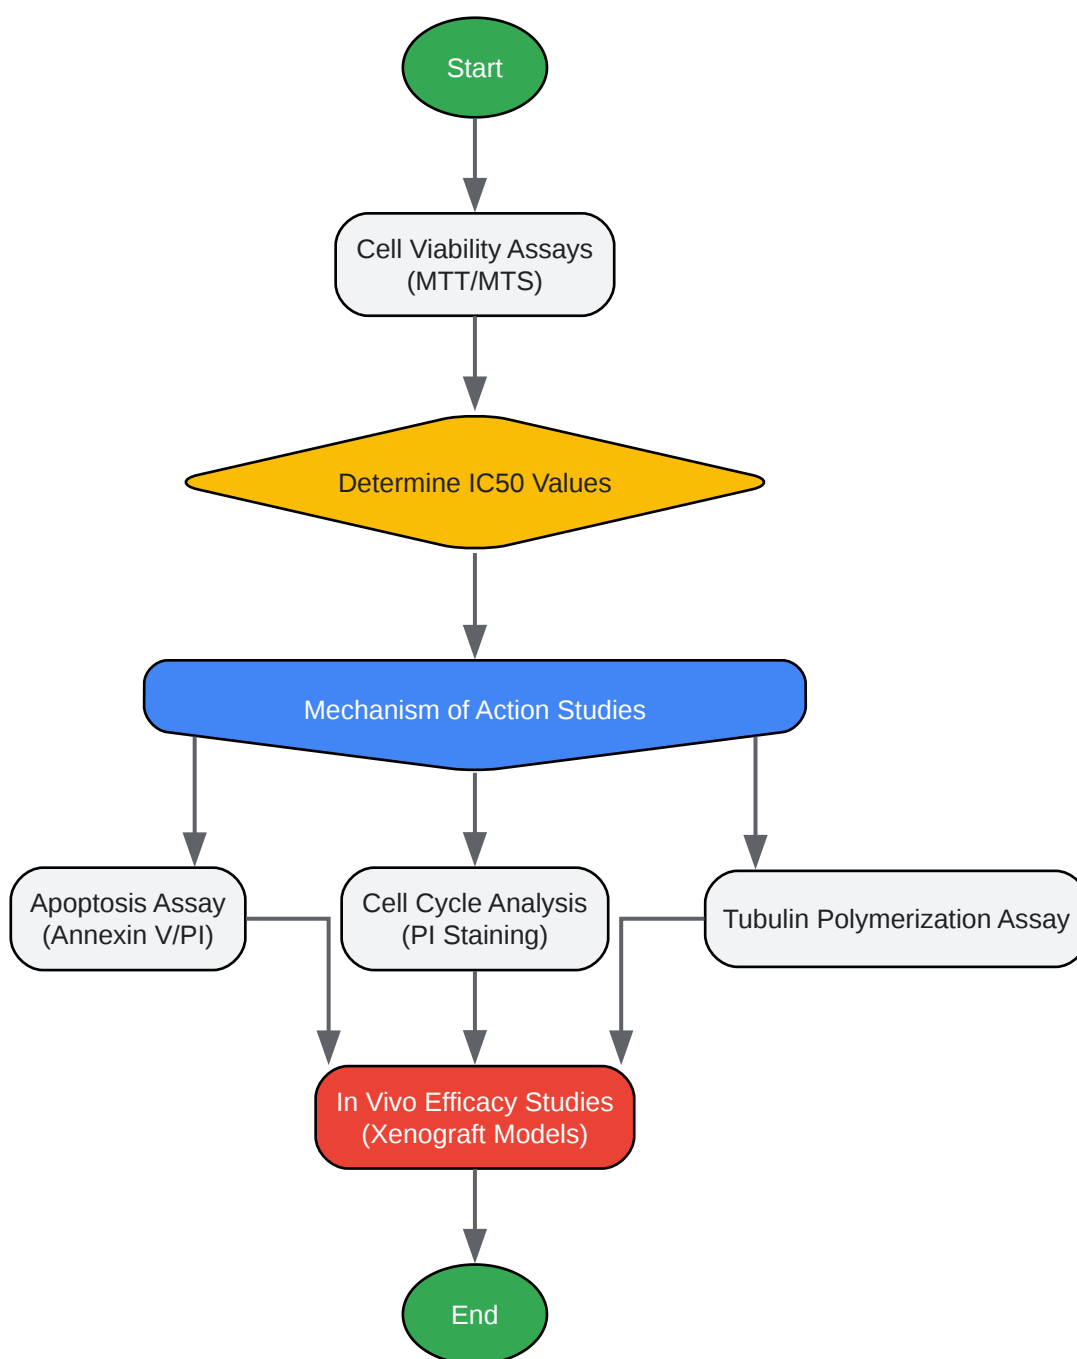 Start
Cell Viability Assays
(MTT/MTS)
Determine IC50 Values
Mechanism of Action Studies
Apoptosis Assay
(Annexin V/PI)
Cell Cycle Analysis
(PI Staining)
Tubulin Polymerization Assay
In Vivo Efficacy Studies
(Xenograft Models)
End